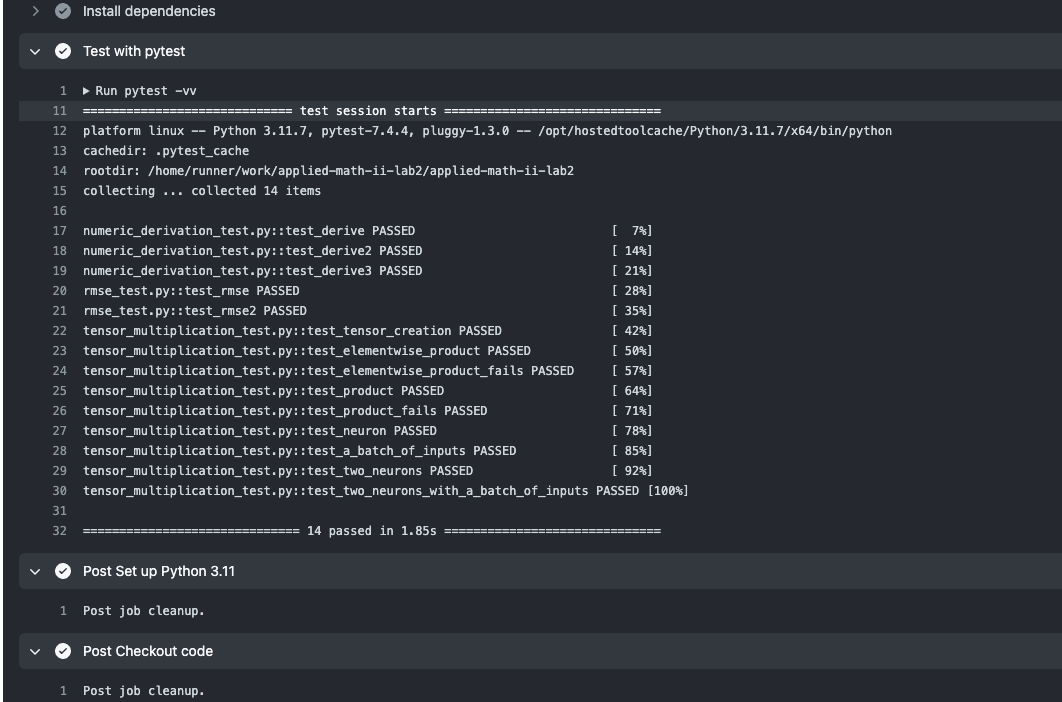 Install dependencies
Test with pytest
1 ▶ Run pytest -vv
11 ============================= test session starts ==============================
12 platform linux -- Python 3.11.7, pytest-7.4.4, pluggy-1.3.0 -- /opt/hostedtoolcache/Python/3.11.7/x64/bin/python
13 cachedir: .pytest_cache
14 rootdir: /home/runner/work/applied-math-ii-lab2/applied-math-ii-lab2
15 collecting ... collected 14 items
16
17 numeric_derivation_test.py::test_derive PASSED [  7%]
18 numeric_derivation_test.py::test_derive2 PASSED [ 14%]
19 numeric_derivation_test.py::test_derive3 PASSED [ 21%]
20 rmse_test.py::test_rmse PASSED [ 28%]
21 rmse_test.py::test_rmse2 PASSED [ 35%]
22 tensor_multiplication_test.py::test_tensor_creation PASSED [ 42%]
23 tensor_multiplication_test.py::test_elementwise_product PASSED [ 50%]
24 tensor_multiplication_test.py::test_elementwise_product_fails PASSED [ 57%]
25 tensor_multiplication_test.py::test_product PASSED [ 64%]
26 tensor_multiplication_test.py::test_product_fails PASSED [ 71%]
27 tensor_multiplication_test.py::test_neuron PASSED [ 78%]
28 tensor_multiplication_test.py::test_a_batch_of_inputs PASSED [ 85%]
29 tensor_multiplication_test.py::test_two_neurons PASSED [ 92%]
30 tensor_multiplication_test.py::test_two_neurons_with_a_batch_of_inputs PASSED [100%]
31
32 ============================== 14 passed in 1.85s ==============================
Post Set up Python 3.11
1 Post job cleanup.
Post Checkout code
1 Post job cleanup.